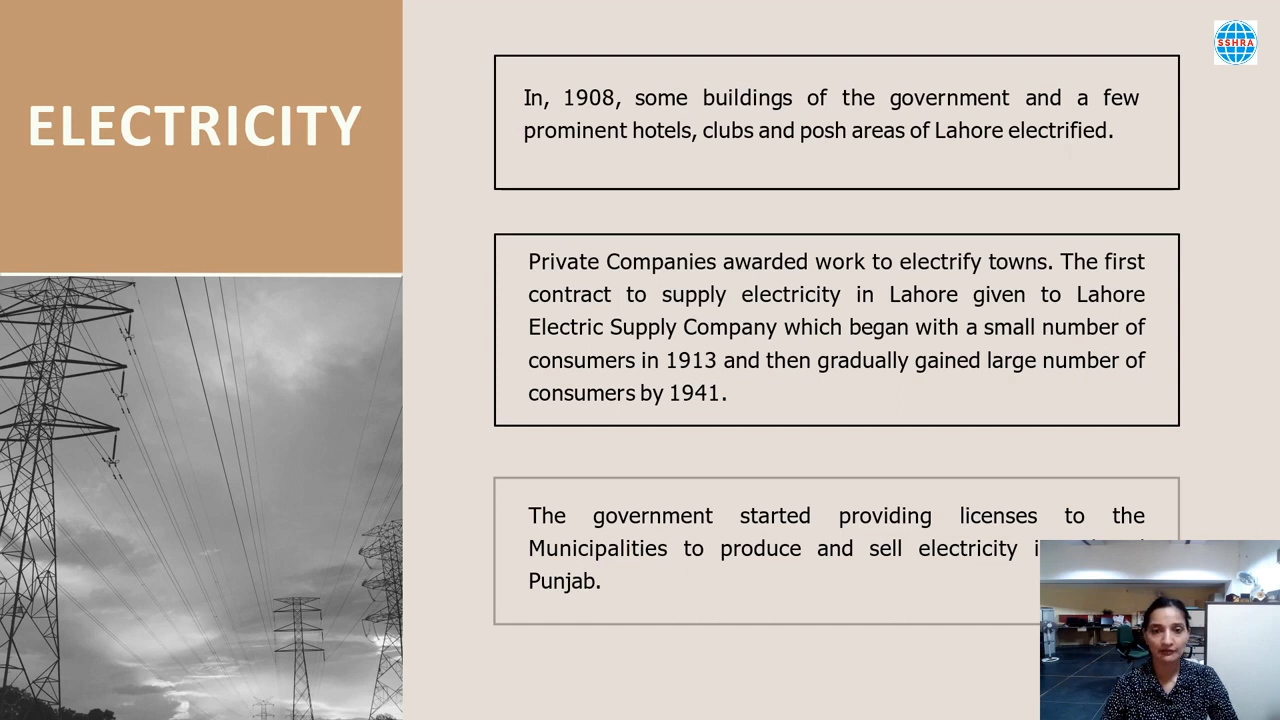 ELECTRICITY
SSHRA
In, 1908, some buildings of the government and a few
prominent hotels, clubs and posh areas of Lahore electrified.
Private Companies awarded work to electrify towns. The first
contract to supply electricity in Lahore given to Lahore
Electric Supply Company which began with a small number of
consumers in 1913 and then gradually gained large number of
consumers by 1941.
The government started providing licenses to the
Municipalities to produce and sell electricity
Punjab.